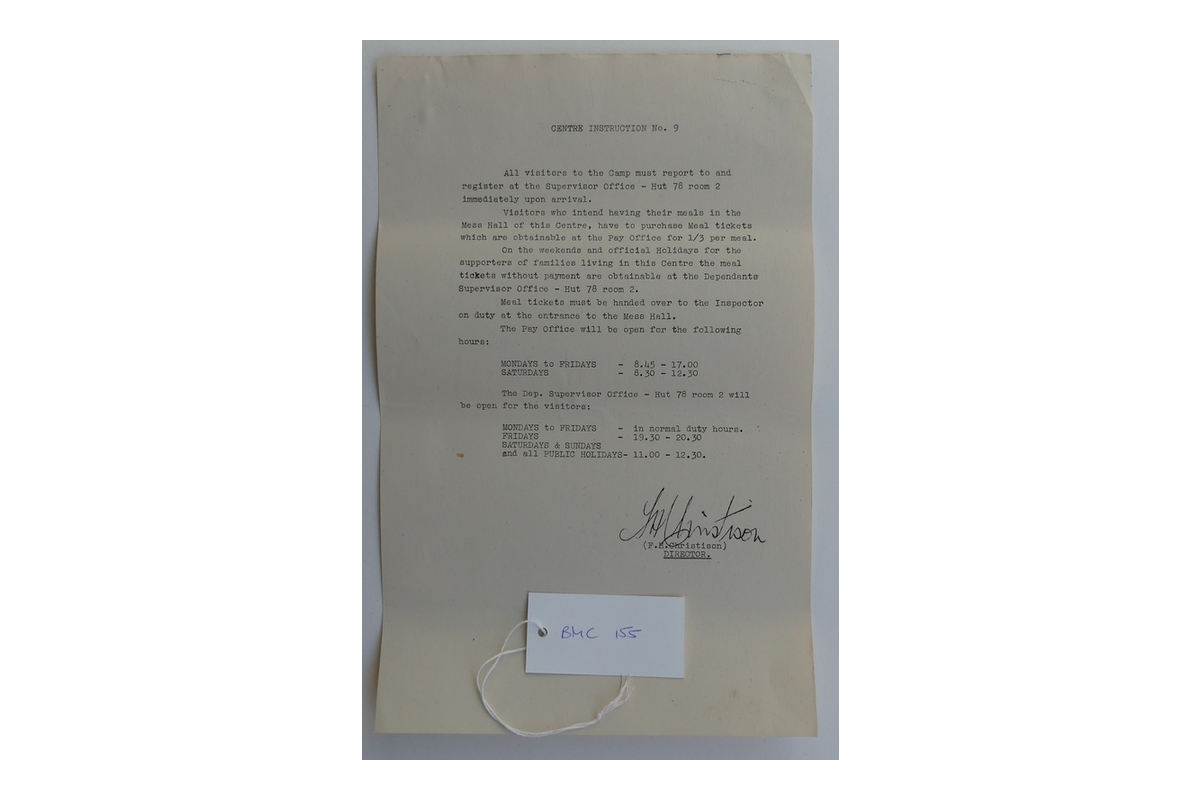 CENTRE INSTRUCTION No. 9
All visitors to the Camp must report to and
register at the Supervisor Office - Hut 78 room 2
immediately upon arrival.
Visitors who intend having their meals in the
Mess Hall of this Centre, have to purchase Meal tickets
which are obtainable at the Pay Office for 1/3 per meal.
On the weekends and official Holidays for the
supporters of families living in this Centre the meal
tickets without payment are obtainable at the Dependants
Supervisor Office - Hut 78 room 2.
Meal tickets must be handed over to the Inspector
on duty at the entrance to the Mess Hall.
The Pay Office will be open for the following
hours:
MONDAYS to FRIDAYS - 8.45 - 17.00
SATURDAYS - 8.30 - 12.30
The Dep. Supervisor Office - Hut 78 room 2 will
be open for the visitors:
MONDAYS to FRIDAYS - in normal duty hours.
FRIDAYS - 19.30 - 20.30
SATURDAYS & SUNDAYS
and all PUBLIC HOLIDAYS- 11.00 - 12.30.
FHChristison
(F.H.Christison)
DIRECTOR.
BMC 155